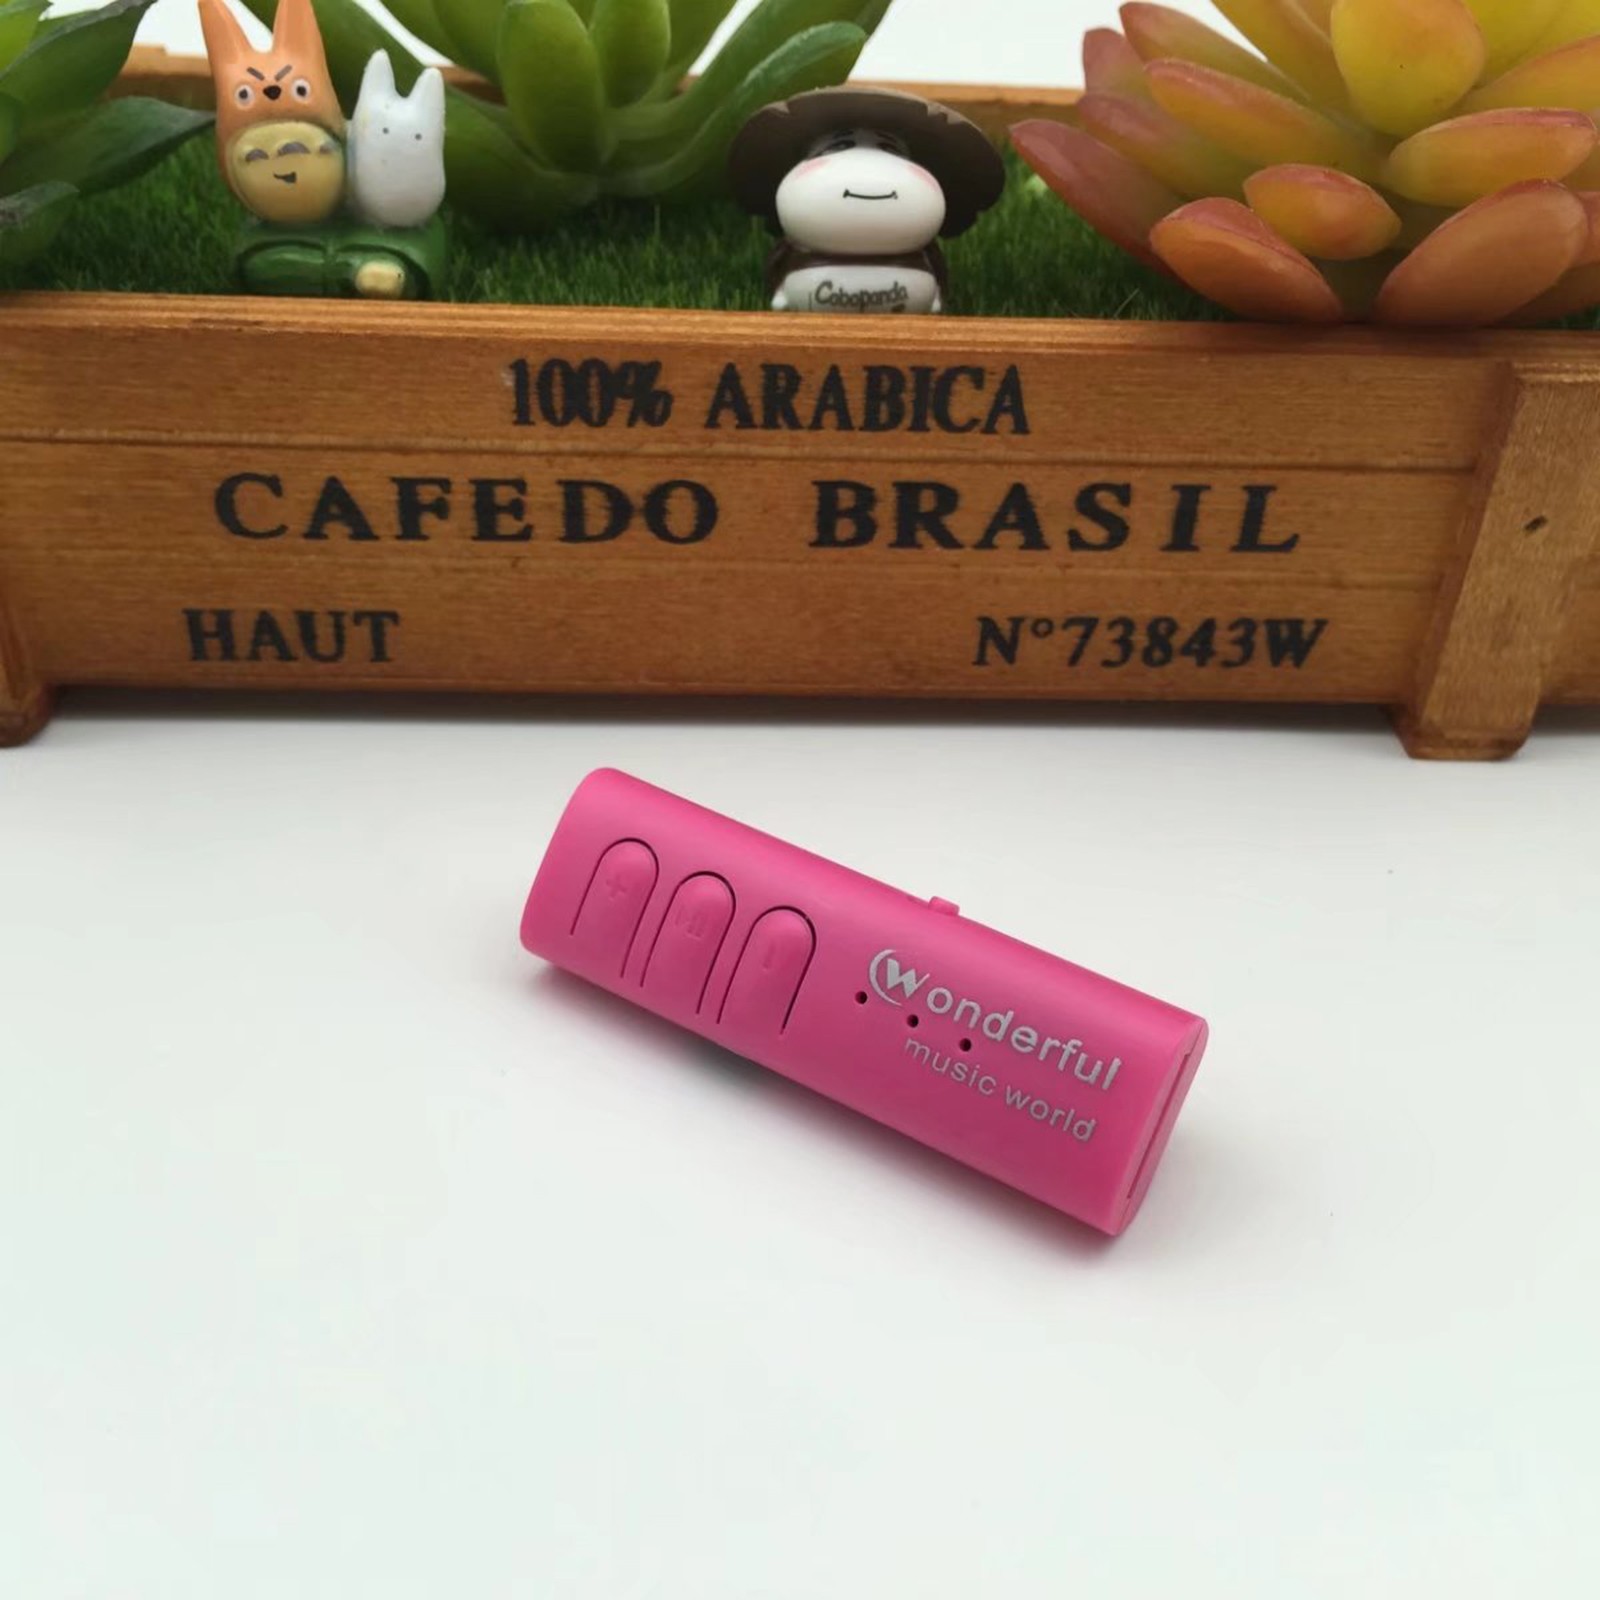 Cobopanda
100% ARABICA
CAFEDO BRASIL
HAUT
N°73843W
Wonderful
music world